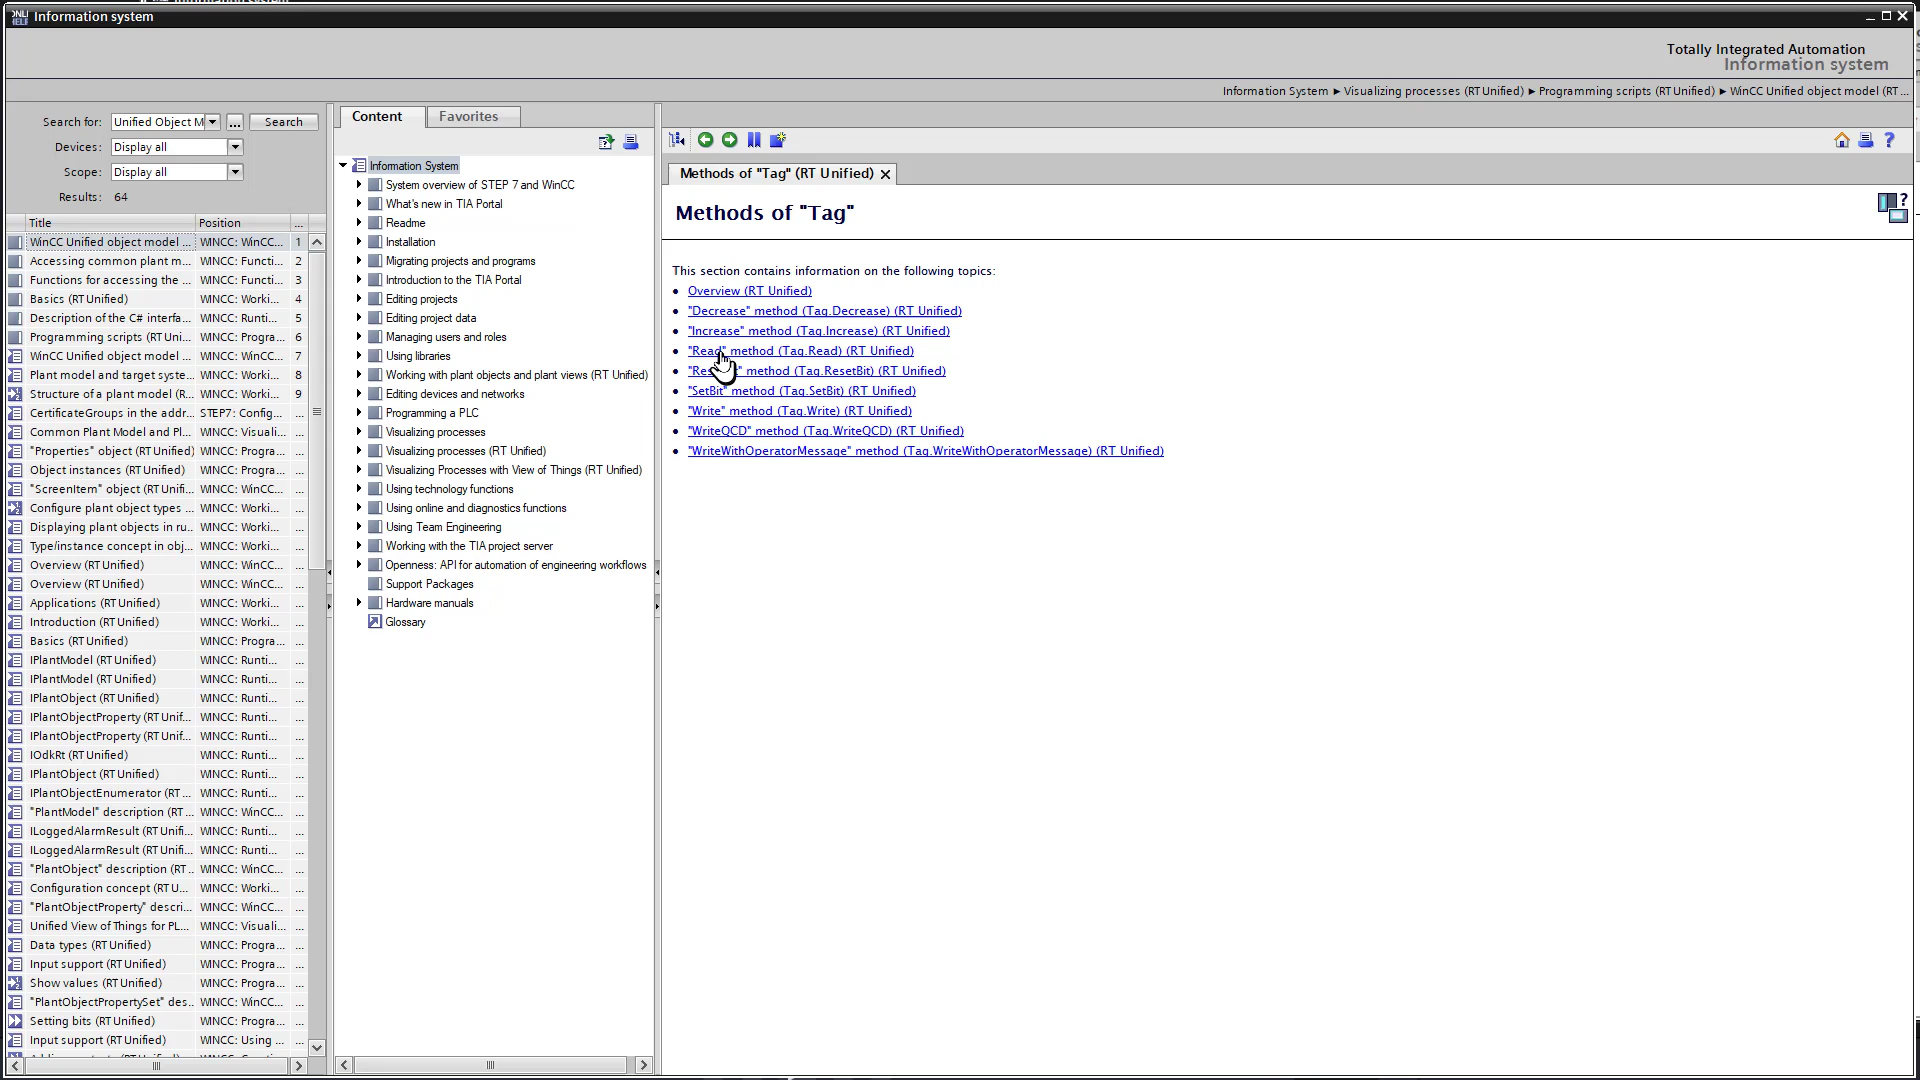 Information system
Totally Integrated Automation
Information system
Information System ▸ Visualizing processes (RT Unified) ▸ Programming scripts (RT Unified) ▸ WinCC Unified object model (RT ...
Search for: Unified Object M ... Search
Devices: Display all
Scope: Display all
Results: 64
Title Position ...
WinCC Unified object model ... WINCC: WinCC... 1
Accessing common plant m... WINCC: Functi... 2
Functions for accessing the ... WINCC: Functi... 3
Basics (RT Unified) WINCC: Worki... 4
Description of the C# interfa... WINCC: Runti... 5
Programming scripts (RT Uni... WINCC: Progra... 6
WinCC Unified object model ... WINCC: WinCC... 7
Plant model and target syste... WINCC: Worki... 8
Structure of a plant model (R... WINCC: Worki... 9
CertificateGroups in the addr... STEP7: Config... ...
Common Plant Model and Pl... WINCC: Visuali... ...
"Properties" object (RT Unified) WINCC: Progra... ...
Object instances (RT Unified) WINCC: Progra... ...
"ScreenItem" object (RT Unifi... WINCC: WinCC... ...
Configure plant object types ... WINCC: Worki... ...
Displaying plant objects in ru... WINCC: Worki... ...
Type/instance concept in obj... WINCC: Worki... ...
Overview (RT Unified) WINCC: WinCC... ...
Overview (RT Unified) WINCC: WinCC... ...
Applications (RT Unified) WINCC: Worki... ...
Introduction (RT Unified) WINCC: Worki... ...
Basics (RT Unified) WINCC: Progra... ...
IPlantModel (RT Unified) WINCC: Runti... ...
IPlantModel (RT Unified) WINCC: Runti... ...
IPlantObject (RT Unified) WINCC: Runti... ...
IPlantObjectProperty (RT Unif... WINCC: Runti... ...
IPlantObjectProperty (RT Unif... WINCC: Runti... ...
IOdkRt (RT Unified) WINCC: Runti... ...
IPlantObject (RT Unified) WINCC: Runti... ...
IPlantObjectEnumerator (RT ... WINCC: Runti... ...
"PlantModel" description (RT ... WINCC: WinCC... ...
ILoggedAlarmResult (RT Unifi... WINCC: Runti... ...
ILoggedAlarmResult (RT Unifi... WINCC: Runti... ...
"PlantObject" description (RT ... WINCC: WinCC... ...
Configuration concept (RT U... WINCC: Worki... ...
"PlantObjectProperty" descri... WINCC: WinCC... ...
Unified View of Things for PL... WINCC: Visuali... ...
Data types (RT Unified) WINCC: Progra... ...
Input support (RT Unified) WINCC: Progra... ...
Show values (RT Unified) WINCC: Progra... ...
"PlantObjectPropertySet" des... WINCC: WinCC... ...
Setting bits (RT Unified) WINCC: Progra... ...
Input support (RT Unified) WINCC: Using ... ...
Content Favorites
Information System
System overview of STEP 7 and WinCC
What's new in TIA Portal
Readme
Installation
Migrating projects and programs
Introduction to the TIA Portal
Editing projects
Editing project data
Managing users and roles
Using libraries
Working with plant objects and plant views (RT Unified)
Editing devices and networks
Programming a PLC
Visualizing processes
Visualizing processes (RT Unified)
Visualizing Processes with View of Things (RT Unified)
Using technology functions
Using online and diagnostics functions
Using Team Engineering
Working with the TIA project server
Openness: API for automation of engineering workflows
Support Packages
Hardware manuals
Glossary
Methods of "Tag" (RT Unified)
Methods of "Tag"
This section contains information on the following topics:
• Overview (RT Unified)
• "Decrease" method (Tag.Decrease) (RT Unified)
• "Increase" method (Tag.Increase) (RT Unified)
• "Read" method (Tag.Read) (RT Unified)
• method (Tag.ResetBit) (RT Unified)
• "SetBit" method (Tag.SetBit) (RT Unified)
• "Write" method (Tag.Write) (RT Unified)
• "WriteQCD" method (Tag.WriteQCD) (RT Unified)
• "WriteWithOperatorMessage" method (Tag.WriteWithOperatorMessage) (RT Unified)